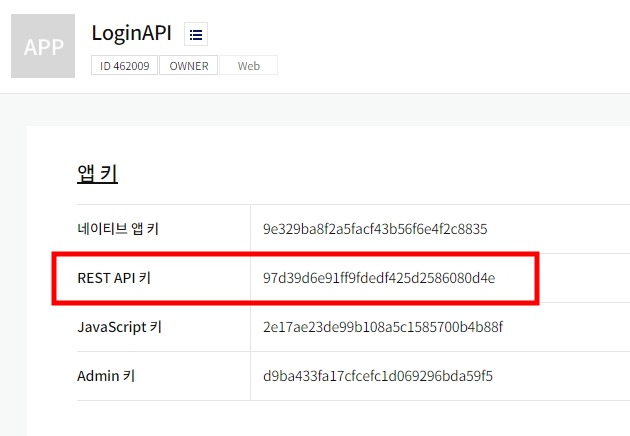 APP
LoginAPI
ID 462009 OWNER Web
앱 키
네이티브 앱 키 9e329ba8f2a5facf43b56f6e4f2c8835
REST API 키 97d39d6e91ff9fdedf425d2586080d4e
JavaScript 키 2e17ae23de99b108a5c1585700b4b88f
Admin 키 d9ba433fa17cfcefc1d069296bda59f5